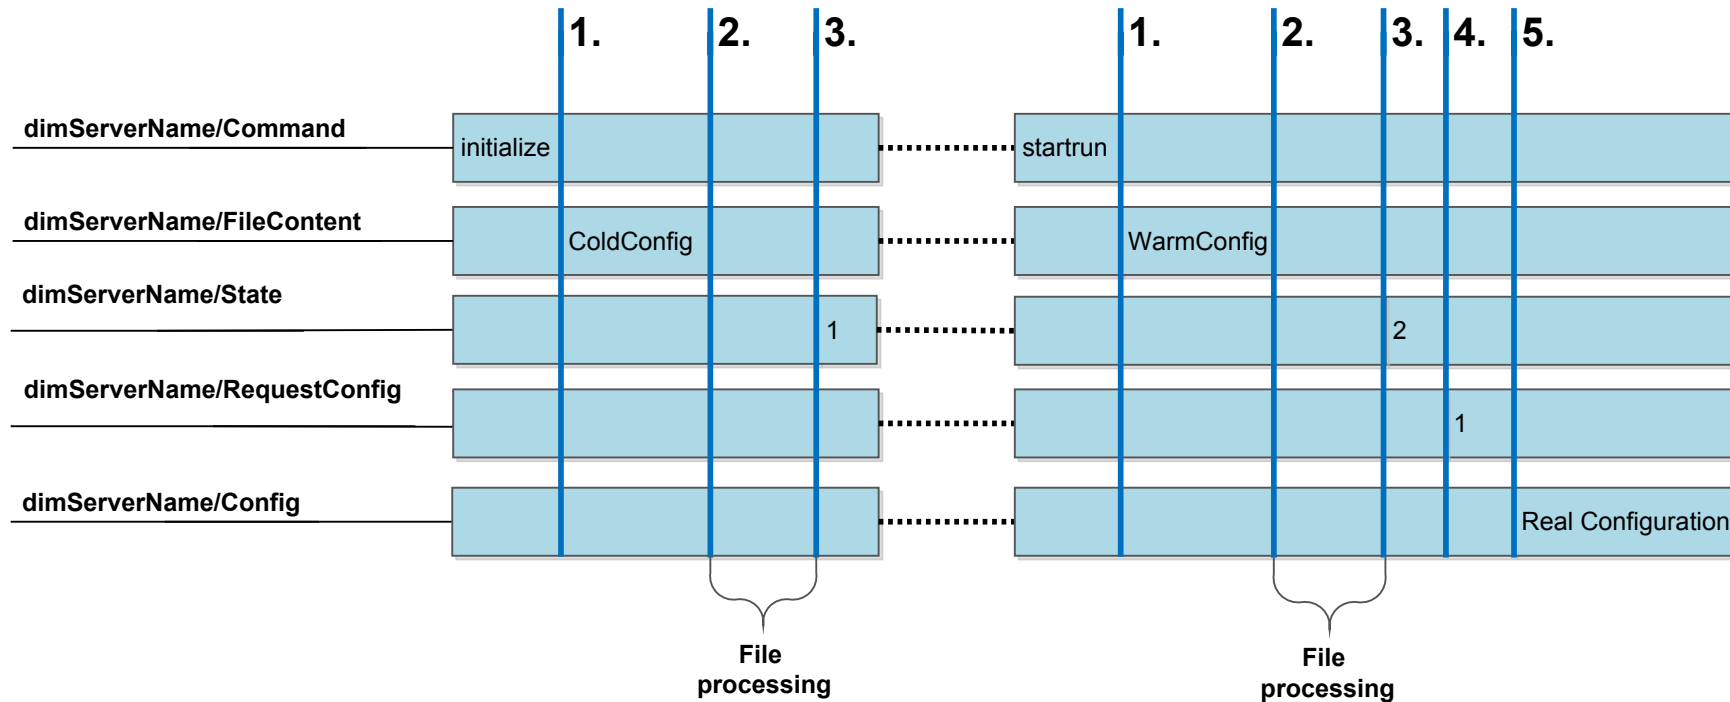 1. 2. 3. 1. 2. 3. 4. 5.
dimServerName/Command
initialize startrun
dimServerName/FileContent
ColdConfig WarmConfig
dimServerName/State
1 2
dimServerName/RequestConfig
1
dimServerName/Config
Real Configuration
File
processing
File
processing